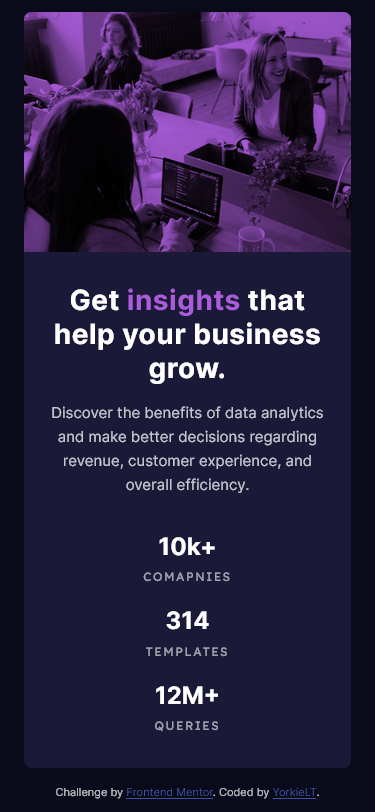 Get insights that
help your business
grow.
Discover the benefits of data analytics
and make better decisions regarding
revenue, customer experience, and
overall efficiency.
10k+
COMAPNIES
314
TEMPLATES
12M+
QUERIES
Challenge by Frontend Mentor. Coded by YorkieLT.